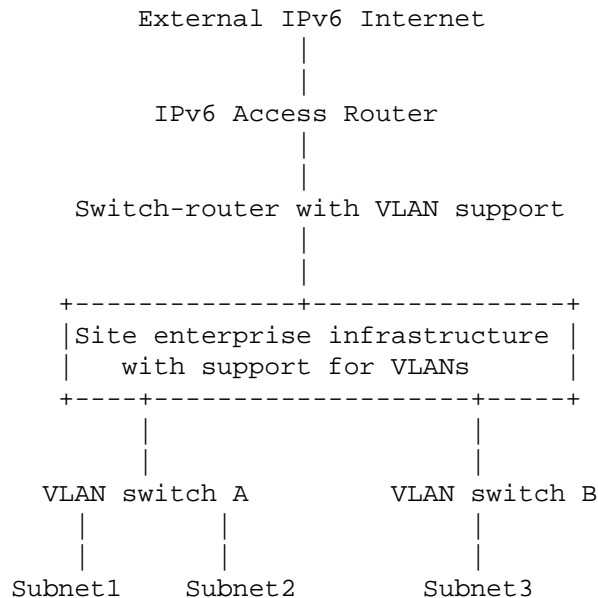 External IPv6 Internet
IPv6 Access Router
Switch-router with VLAN support
Site enterprise infrastructure
with support for VLANs
VLAN switch A VLAN switch B
Subnet1 Subnet2 Subnet3